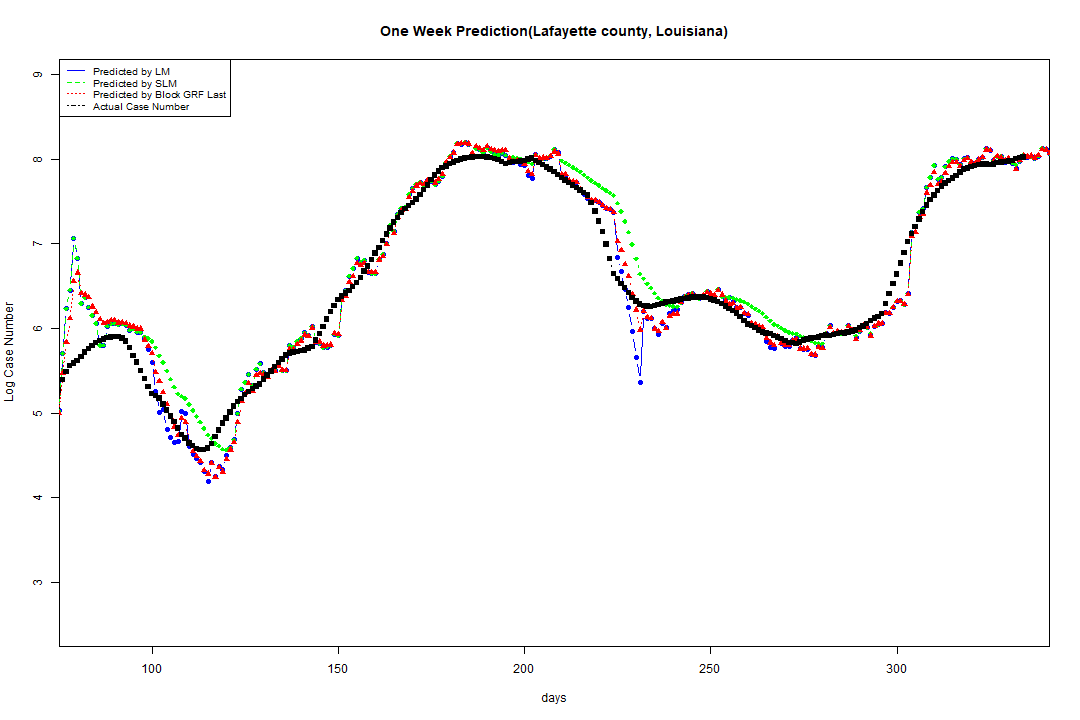 One Week Prediction(Lafayette county, Louisiana)
Predicted by LM
Predicted by SLM
Predicted by Block GRF Last
Actual Case Number
9
8
7
6
5
4
3
Log Case Number
100 150 200 250 300
days